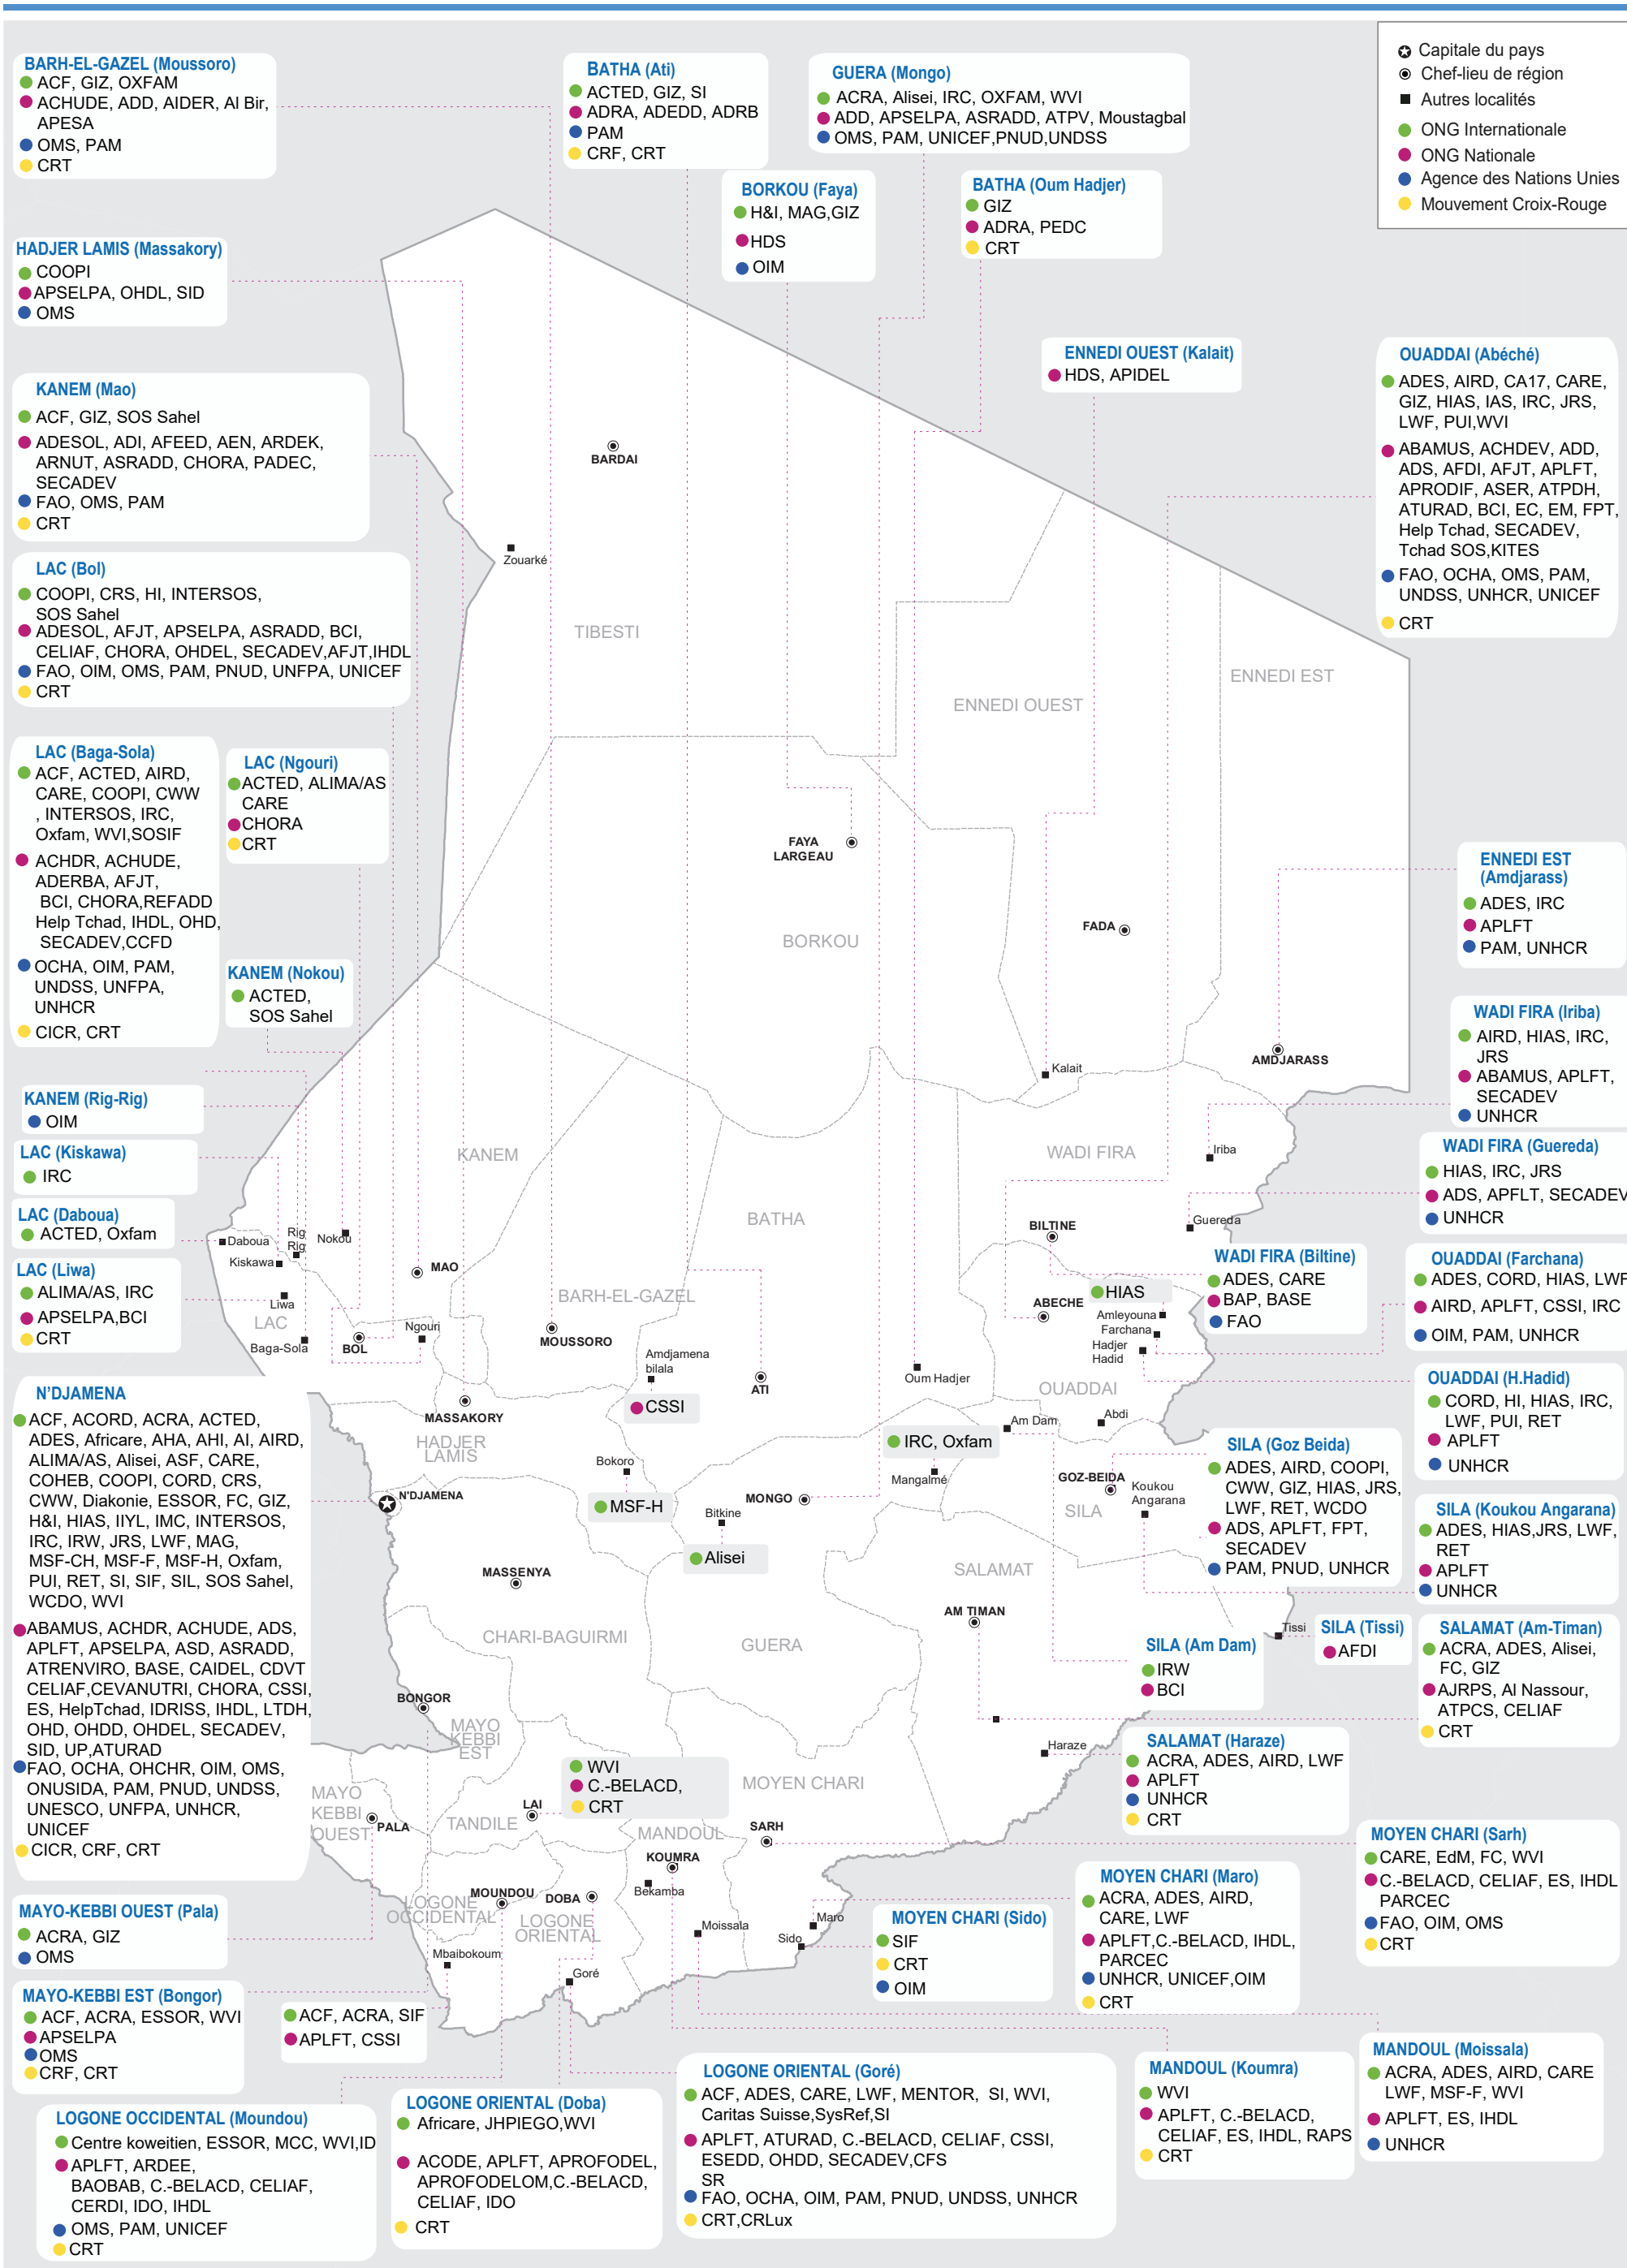 Capitale du pays
Chef-lieu de région
Autres localités
ONG Internationale
ONG Nationale
Agence des Nations Unies
Mouvement Croix-Rouge
BARH-EL-GAZEL (Moussoro)
ACF, GIZ, OXFAM
ACHUDE, ADD, AIDER, Al Bir,
APESA
OMS, PAM
CRT
BATHA (Ati)
ACTED, GIZ, SI
ADRA, ADEDD, ADRB
PAM
CRF, CRT
GUERA (Mongo)
ACRA, Alisei, IRC, OXFAM, WVI
ADD, APSELPA, ASRADD, ATPV, Moustagbal
OMS, PAM, UNICEF,PNUD,UNDSS
BORKOU (Faya)
H&I, MAG,GIZ
HDS
OIM
BATHA (Oum Hadjer)
GIZ
ADRA, PEDC
CRT
HADJER LAMIS (Massakory)
COOPI
APSELPA, OHDL, SID
OMS
ENNEDI OUEST (Kalait)
HDS, APIDEL
OUADDAI (Abéché)
ADES, AIRD, CA17, CARE,
GIZ, HIAS, IAS, IRC, JRS,
LWF, PUI,WVI
ABAMUS, ACHDEV, ADD,
ADS, AFDI, AFJT, APLFT,
APRODIF, ASER, ATPDH,
ATURAD, BCI, EC, EM, FPT,
Help Tchad, SECADEV,
Tchad SOS,KITES
FAO, OCHA, OMS, PAM,
UNDSS, UNHCR, UNICEF
CRT
KANEM (Mao)
ACF, GIZ, SOS Sahel
ADESOL, ADI, AFEED, AEN, ARDEK,
ARNUT, ASRADD, CHORA, PADEC,
SECADEV
FAO, OMS, PAM
CRT
LAC (Bol)
COOPI, CRS, HI, INTERSOS,
SOS Sahel
ADESOL, AFJT, APSELPA, ASRADD, BCI,
CELIAF, CHORA, OHDEL, SECADEV,AFJT,IHDL
FAO, OIM, OMS, PAM, PNUD, UNFPA, UNICEF
CRT
LAC (Baga-Sola)
ACF, ACTED, AIRD,
CARE, COOPI, CWW
, INTERSOS, IRC,
Oxfam, WVI,SOSIF
ACHDR, ACHUDE,
ADERBA, AFJT,
BCI, CHORA,REFADD
Help Tchad, IHDL, OHD,
SECADEV,CCFD
OCHA, OIM, PAM,
UNDSS, UNFPA,
UNHCR
CICR, CRT
LAC (Ngouri)
ACTED, ALIMA/AS
CARE
CHORA
CRT
KANEM (Nokou)
ACTED,
SOS Sahel
KANEM (Rig-Rig)
OIM
LAC (Kiskawa)
IRC
LAC (Daboua)
ACTED, Oxfam
LAC (Liwa)
ALIMA/AS, IRC
APSELPA,BCI
CRT
ENNEDI EST
(Amdjarass)
ADES, IRC
APLFT
PAM, UNHCR
WADI FIRA (Iriba)
AIRD, HIAS, IRC,
JRS
ABAMUS, APLFT,
SECADEV
UNHCR
WADI FIRA (Guereda)
HIAS, IRC, JRS
ADS, APFLT, SECADEV
UNHCR
WADI FIRA (Biltine)
ADES, CARE
BAP, BASE
FAO
OUADDAI (Farchana)
ADES, CORD, HIAS, LWF
AIRD, APLFT, CSSI, IRC
OIM, PAM, UNHCR
OUADDAI (H.Hadid)
CORD, HI, HIAS, IRC,
LWF, PUI, RET
APLFT
UNHCR
SILA (Goz Beida)
ADES, AIRD, COOPI,
CWW, GIZ, HIAS, JRS,
LWF, RET, WCDO
ADS, APLFT, FPT,
SECADEV
PAM, PNUD, UNHCR
SILA (Koukou Angarana)
ADES, HIAS,JRS, LWF,
RET
APLFT
UNHCR
SILA (Tissi)
AFDI
SILA (Am Dam)
IRW
BCI
SALAMAT (Am-Timan)
ACRA, ADES, Alisei,
FC, GIZ
AJRPS, Al Nassour,
ATPCS, CELIAF
CRT
SALAMAT (Haraze)
ACRA, ADES, AIRD, LWF
APLFT
UNHCR
CRT
MOYEN CHARI (Sarh)
CARE, EdM, FC, WVI
C.-BELACD, CELIAF, ES, IHDL
PARCEC
FAO, OIM, OMS
CRT
MOYEN CHARI (Maro)
ACRA, ADES, AIRD,
CARE, LWF
APLFT,C.-BELACD, IHDL,
PARCEC
UNHCR, UNICEF,OIM
CRT
MOYEN CHARI (Sido)
SIF
CRT
OIM
MANDOUL (Moissala)
ACRA, ADES, AIRD, CARE
LWF, MSF-F, WVI
APLFT, ES, IHDL
UNHCR
MANDOUL (Koumra)
WVI
APLFT, C.-BELACD,
CELIAF, ES, IHDL, RAPS
CRT
LOGONE ORIENTAL (Goré)
ACF, ADES, CARE, LWF, MENTOR, SI, WVI,
Caritas Suisse,SysRef,SI
APLFT, ATURAD, C.-BELACD, CELIAF, CSSI,
ESEDD, OHDD, SECADEV,CFS
SR
FAO, OCHA, OIM, PAM, PNUD, UNDSS, UNHCR
CRT,CRLux
LOGONE ORIENTAL (Doba)
Africare, JHPIEGO,WVI
ACODE, APLFT, APROFODEL,
APROFODELOM,C.-BELACD,
CELIAF, IDO
CRT
LOGONE OCCIDENTAL (Moundou)
Centre koweitien, ESSOR, MCC, WVI,ID
APLFT, ARDEE,
BAOBAB, C.-BELACD, CELIAF,
CERDI, IDO, IHDL
OMS, PAM, UNICEF
CRT
ACF, ACRA, SIF
APLFT, CSSI
MAYO-KEBBI EST (Bongor)
ACF, ACRA, ESSOR, WVI
APSELPA
OMS
CRF, CRT
MAYO-KEBBI OUEST (Pala)
ACRA, GIZ
OMS
N'DJAMENA
ACF, ACORD, ACRA, ACTED,
ADES, Africare, AHA, AHI, AI, AIRD,
ALIMA/AS, Alisei, ASF, CARE,
COHEB, COOPI, CORD, CRS,
CWW, Diakonie, ESSOR, FC, GIZ,
H&I, HIAS, IIYL, IMC, INTERSOS,
IRC, IRW, JRS, LWF, MAG,
MSF-CH, MSF-F, MSF-H, Oxfam,
PUI, RET, SI, SIF, SIL, SOS Sahel,
WCDO, WVI
ABAMUS, ACHDR, ACHUDE, ADS,
APLFT, APSELPA, ASD, ASRADD,
ATRENVIRO, BASE, CAIDEL, CDVT
CELIAF,CEVANUTRI, CHORA, CSSI,
ES, HelpTchad, IDRISS, IHDL, LTDH,
OHD, OHDD, OHDEL, SECADEV,
SID, UP,ATURAD
FAO, OCHA, OHCHR, OIM, OMS,
ONUSIDA, PAM, PNUD, UNDSS,
UNESCO, UNFPA, UNHCR,
UNICEF
CICR, CRF, CRT
HIAS
CSSI
IRC, Oxfam
MSF-H
Alisei
WVI
C.-BELACD,
CRT
BARDAI
Zouarké
TIBESTI
ENNEDI EST
ENNEDI OUEST
FAYA
LARGEAU
FADA
BORKOU
AMDJARASS
Kalait
WADI FIRA
Iriba
KANEM
Guereda
BATHA
BILTINE
Daboua
Kiskawa
Rig
Rig
Nokou
MAO
Liwa
LAC
BARH-EL-GAZEL
ABECHE
Amleyouna
Farchana
Hadjer
Hadid
Baga-Sola
BOL
Ngouri
MOUSSORO
Amdjamena
bilala
ATI
Oum Hadjer
OUADDAI
MASSAKORY
HADJER
LAMIS
Am Dam
Abdi
Bokoro
Mangalmé
GOZ-BEIDA
Koukou
Angarana
SILA
N'DJAMENA
MONGO
Bitkine
MASSENYA
SALAMAT
AM TIMAN
Tissi
CHARI-BAGUIRMI
GUERA
BONGOR
MAYO
KEBBI
EST
Haraze
MOYEN CHARI
MAYO
KEBBI
OUEST
PALA
LAI
TANDILE
MANDOUL
SARH
KOUMRA
Bekamba
MOUNDOU
DOBA
LOGONE
OCCIDENTAL
LOGONE
ORIENTAL
Moissala
Maro
Sido
Mbaibokoum
Goré